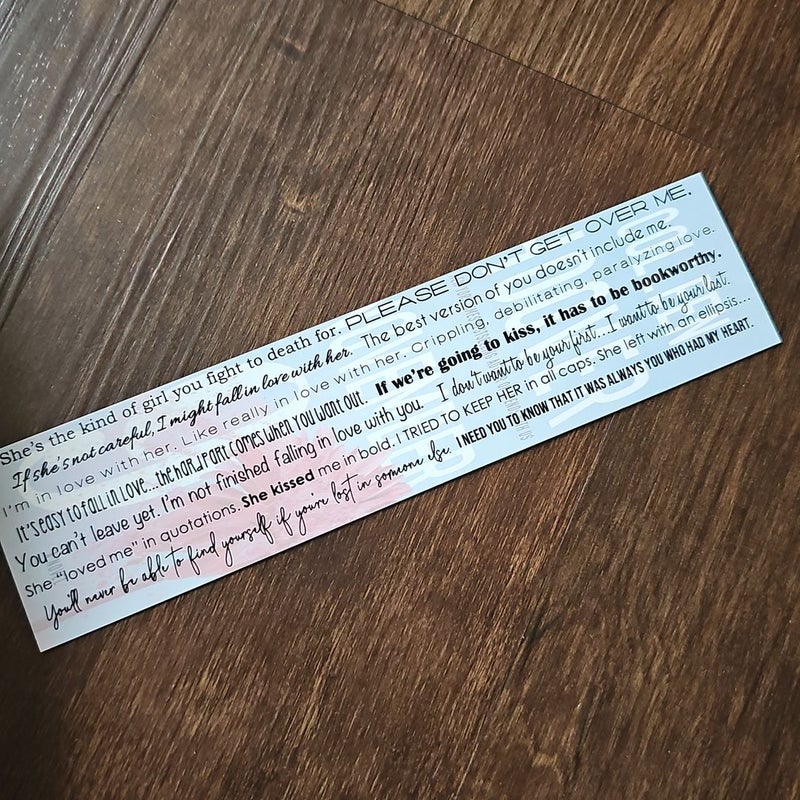 She's the kind of girl you fight to death for. PLEASE DON'T GET OVER ME.
If she's not careful, I might fall in love with her. The best version of you doesn't include me.
I'm in love with her. Like really in love with her. Crippling, debilitating, paralyzing love.
IT'S EASY TO FALL IN LOVE...THE HARD PART COMES WHEN YOU WANT OUT. If we're going to kiss, it has to be bookworthy.
You can't leave yet. I'm not finished falling in love with you. I don't want to be your first...I want to be your last.
She "loved me" in quotations. She kissed me in bold. I TRIED TO KEEP HER in all caps. She left with an ellipsis...
You'll never be able to find yourself if you're lost in someone else. I NEED YOU TO KNOW THAT IT WAS ALWAYS YOU WHO HAD MY HEART.